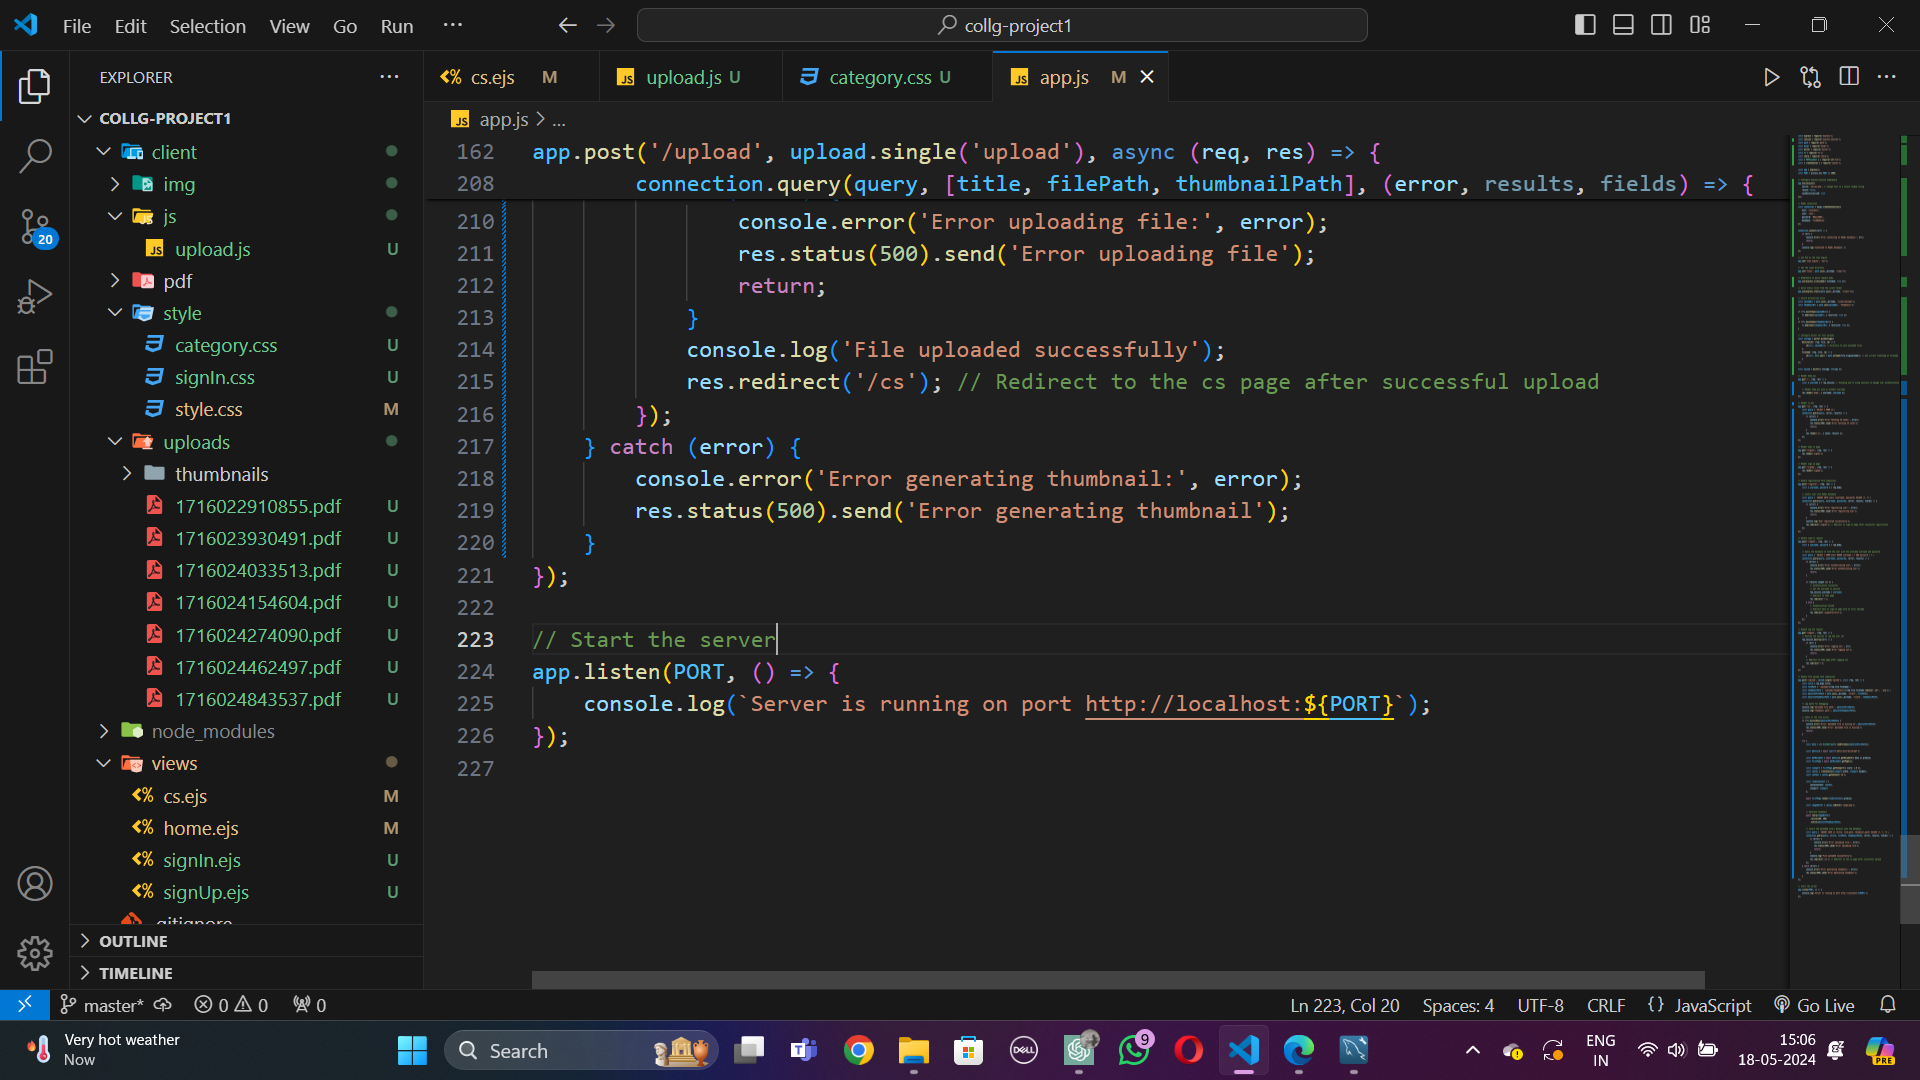 File Edit Selection View Go Run ···
collg-project1
EXPLORER
COLLG-PROJECT1
client
img
js
upload.js U
pdf
style
category.css U
signIn.css U
style.css M
uploads
thumbnails
1716022910855.pdf U
1716023930491.pdf U
1716024033513.pdf U
1716024154604.pdf U
1716024274090.pdf U
1716024462497.pdf U
1716024843537.pdf U
node_modules
views
cs.ejs M
home.ejs M
signIn.ejs U
signUp.ejs U
.gitignore
OUTLINE
TIMELINE
20
cs.ejs M
upload.js U
category.css U
app.js M
app.js > ...
162 app.post('/upload', upload.single('upload'), async (req, res) => {
208 connection.query(query, [title, filePath, thumbnailPath], (error, results, fields) => {
210 console.error('Error uploading file:', error);
211 res.status(500).send('Error uploading file');
212 return;
213 }
214 console.log('File uploaded successfully');
215 res.redirect('/cs'); // Redirect to the cs page after successful upload
216 });
217 } catch (error) {
218 console.error('Error generating thumbnail:', error);
219 res.status(500).send('Error generating thumbnail');
220 }
221 });
222
223 // Start the server
224 app.listen(PORT, () => {
225 console.log(`Server is running on port http://localhost:${PORT}`);
226 });
227
master* 0 0 0
Ln 223, Col 20 Spaces: 4 UTF-8 CRLF {} JavaScript Go Live
Very hot weather
Now
Search
DELL
9
PRE
ENG
IN
15:06
18-05-2024